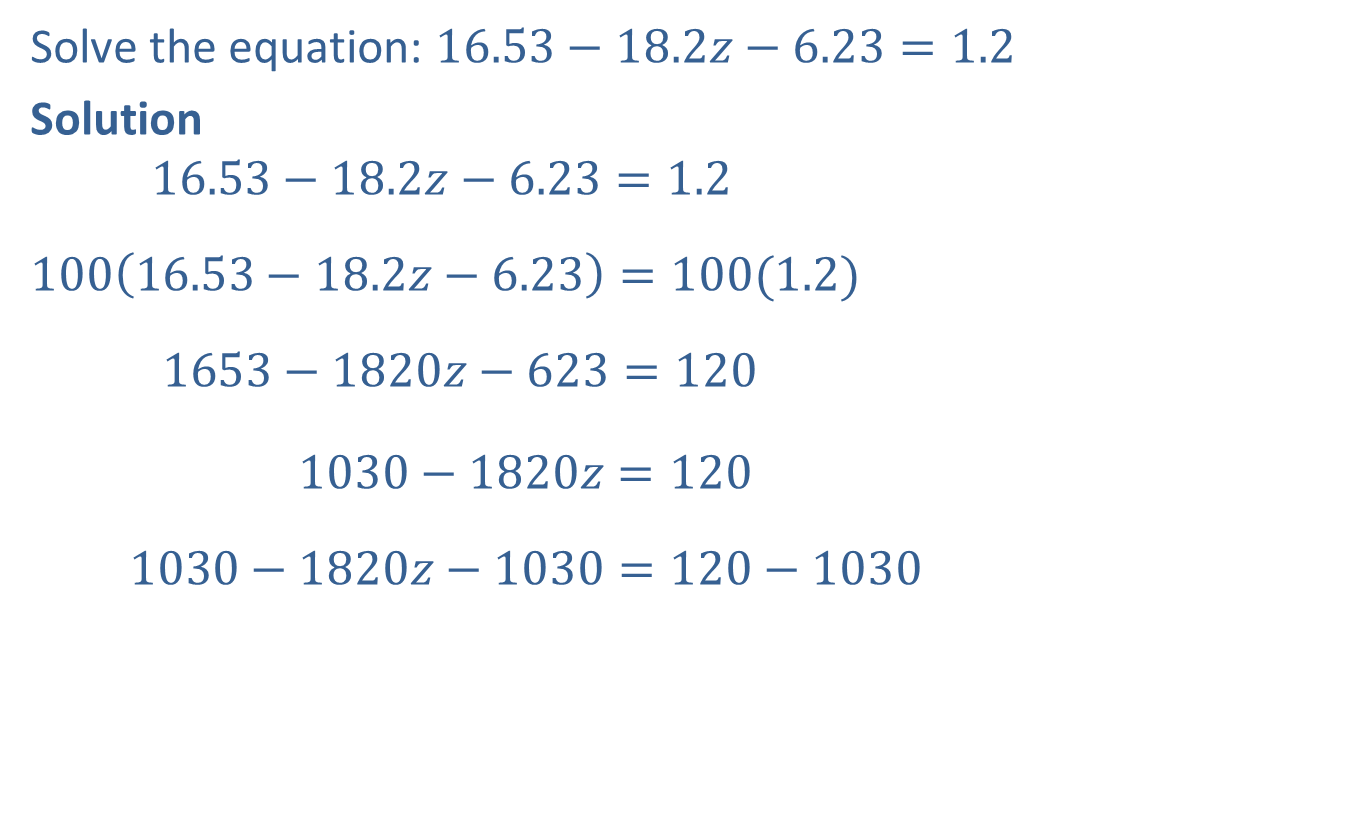 Solve the equation: 16.53 − 18.2z − 6.23 = 1.2
Solution
16.53 − 18.2z − 6.23 = 1.2
100(16.53 − 18.2z − 6.23) = 100(1.2)
1653 − 1820z − 623 = 120
1030 − 1820z = 120
1030 − 1820z − 1030 = 120 − 1030